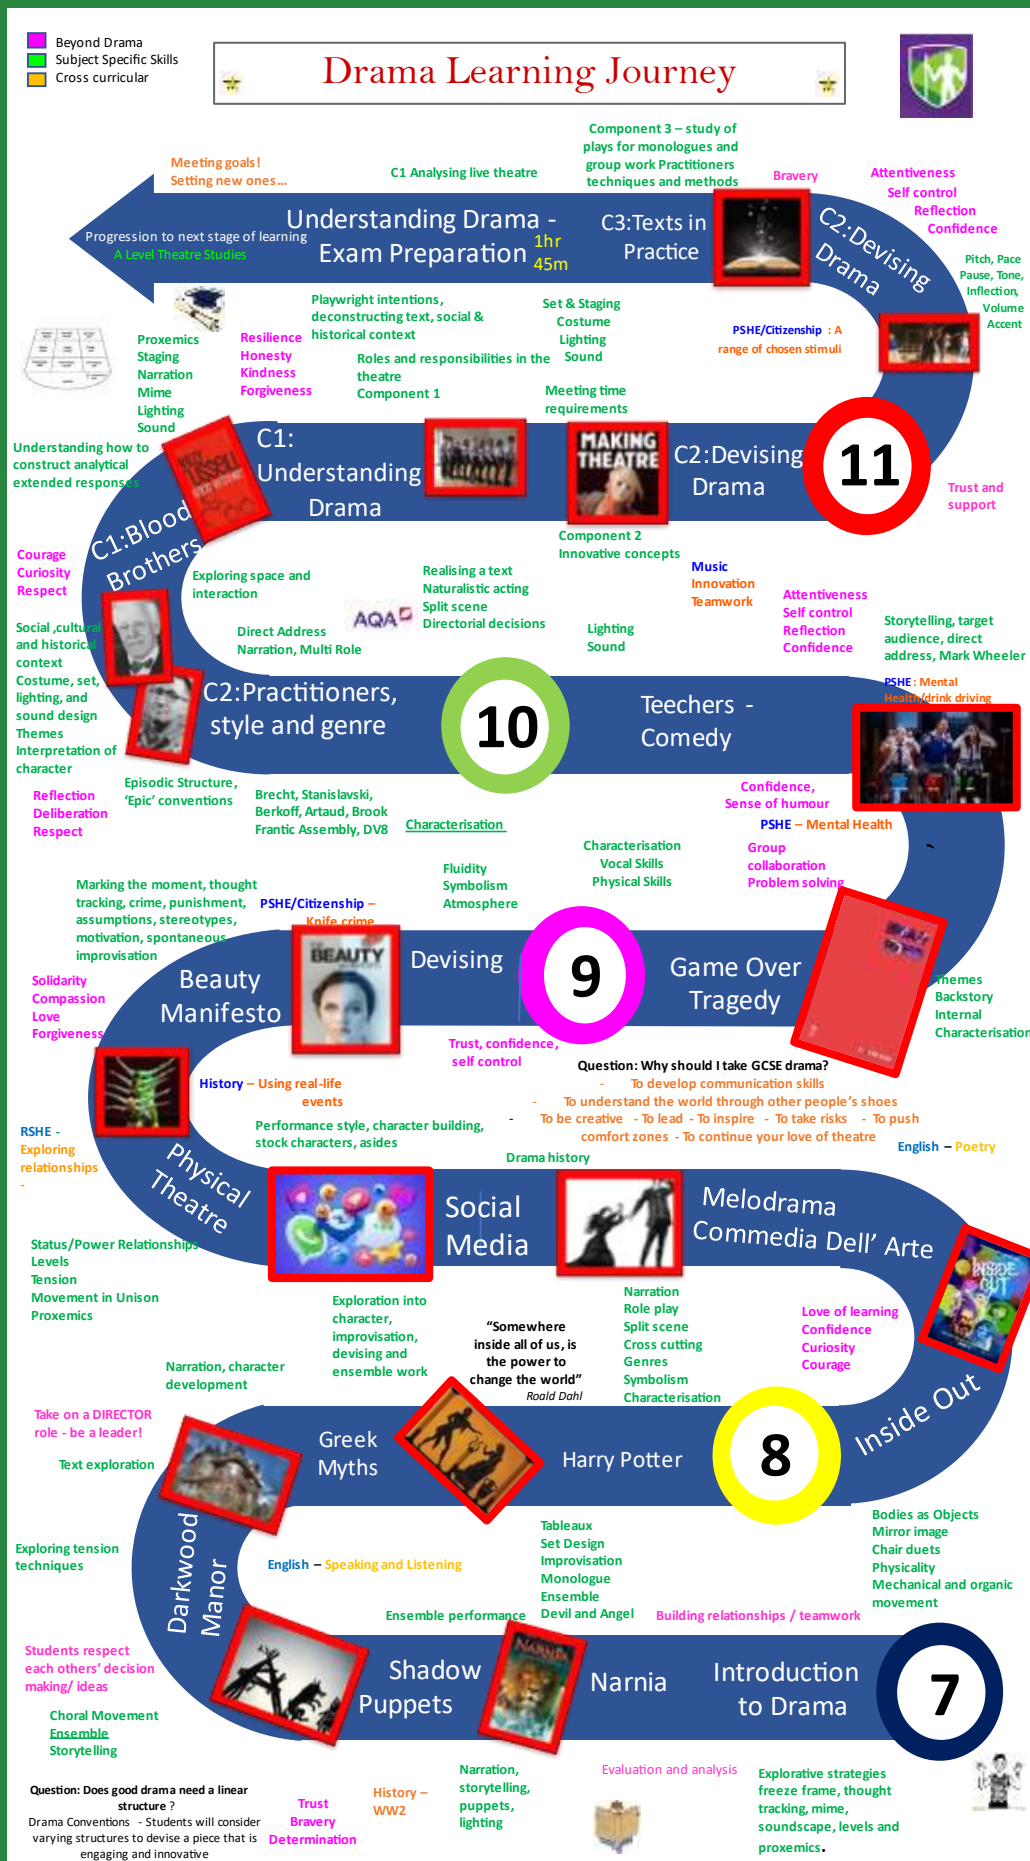 Beyond Drama
Subject Specific Skills
Cross curricular
Drama Learning Journey
Component 3 – study of
plays for monologues and
group work Practitioners
techniques and methods
Meeting goals!
Setting new ones…
C1 Analysing live theatre
Bravery
Attentiveness
Self control
Reflection
Confidence
Progression to next stage of learning
A Level Theatre Studies
Understanding Drama -
Exam Preparation
1hr
45m
C3:Texts in
Practice
C2:Devising
Drama
Pitch, Pace
Pause, Tone,
Inflection,
Volume
Accent
Playwright intentions,
deconstructing text, social &
historical context
Set & Staging
Costume
Lighting
Sound
PSHE/Citizenship : A
range of chosen stimuli
Proxemics
Staging
Narration
Mime
Lighting
Sound
Resilience
Honesty
Kindness
Forgiveness
Roles and responsibilities in the
theatre
Component 1
Meeting time
requirements
Understanding how to
construct analytical
extended responses
C1:
Understanding
Drama
MAKING
THEATRE
C2:Devising
Drama
11
Trust and
support
C1:Blood
Brothers
Component 2
Innovative concepts
Courage
Curiosity
Respect
Exploring space and
interaction
Realising a text
Naturalistic acting
Split scene
Directorial decisions
Music
Innovation
Teamwork
Attentiveness
Self control
Reflection
Confidence
AQA
Direct Address
Narration, Multi Role
Lighting
Sound
Storytelling, target
audience, direct
address, Mark Wheeler
PSHE : Mental
Health/drink driving
Social ,cultural
and historical
context
Costume, set,
lighting, and
sound design
Themes
Interpretation of
character
C2:Practitioners,
style and genre
10
Teechers -
Comedy
Episodic Structure,
‘Epic’ conventions
Reflection
Deliberation
Respect
Brecht, Stanislavski,
Berkoff, Artaud, Brook
Frantic Assembly, DV8
Characterisation
Confidence,
Sense of humour
PSHE – Mental Health
Group
collaboration
Problem solving
Characterisation
Vocal Skills
Physical Skills
Fluidity
Symbolism
Atmosphere
Marking the moment, thought
tracking, crime, punishment,
assumptions, stereotypes,
motivation, spontaneous
improvisation
PSHE/Citizenship –
Knife crime
BEAUTY
Solidarity
Compassion
Love
Forgiveness
Beauty
Manifesto
Devising
9
Game Over
Tragedy
Themes
Backstory
Internal
Characterisation
Trust, confidence,
self control
Question: Why should I take GCSE drama?
- To develop communication skills
- To understand the world through other people’s shoes
- To be creative - To lead - To inspire - To take risks - To push
comfort zones - To continue your love of theatre
History – Using real-life
events
Performance style, character building,
stock characters, asides
RSHE -
Exploring
relationships
-
Drama history
English – Poetry
Physical
Theatre
Social
Media
Melodrama
Commedia Dell’ Arte
INSIDE
OUT
Status/Power Relationships
Levels
Tension
Movement in Unison
Proxemics
Exploration into
character,
improvisation,
devising and
ensemble work
“Somewhere
inside all of us, is
the power to
change the world”
Roald Dahl
Narration
Role play
Split scene
Cross cutting
Genres
Symbolism
Characterisation
Love of learning
Confidence
Curiosity
Courage
Narration, character
development
Take on a DIRECTOR
role - be a leader!
Text exploration
Greek
Myths
Harry Potter
8
Inside Out
Exploring tension
techniques
Darkwood
Manor
English – Speaking and Listening
Tableaux
Set Design
Improvisation
Monologue
Ensemble
Devil and Angel
Bodies as Objects
Mirror image
Chair duets
Physicality
Mechanical and organic
movement
Ensemble performance
Building relationships / teamwork
Students respect
each others’ decision
making/ ideas
Shadow
Puppets
NARNIA
Narnia
Introduction
to Drama
7
Choral Movement
Ensemble
Storytelling
Question: Does good drama need a linear
structure ?
Drama Conventions - Students will consider
varying structures to devise a piece that is
engaging and innovative
Trust
Bravery
Determination
History –
WW2
Narration,
storytelling,
puppets,
lighting
Evaluation and analysis
Explorative strategies
freeze frame, thought
tracking, mime,
soundscape, levels and
proxemics.